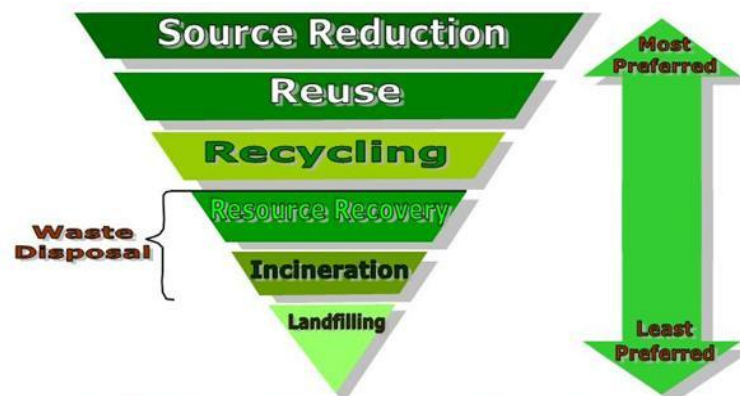 Source Reduction
Reuse
Recycling
Resource Recovery
Incineration
Landfilling
Waste
Disposal
Most
Preferred
Least
Preferred